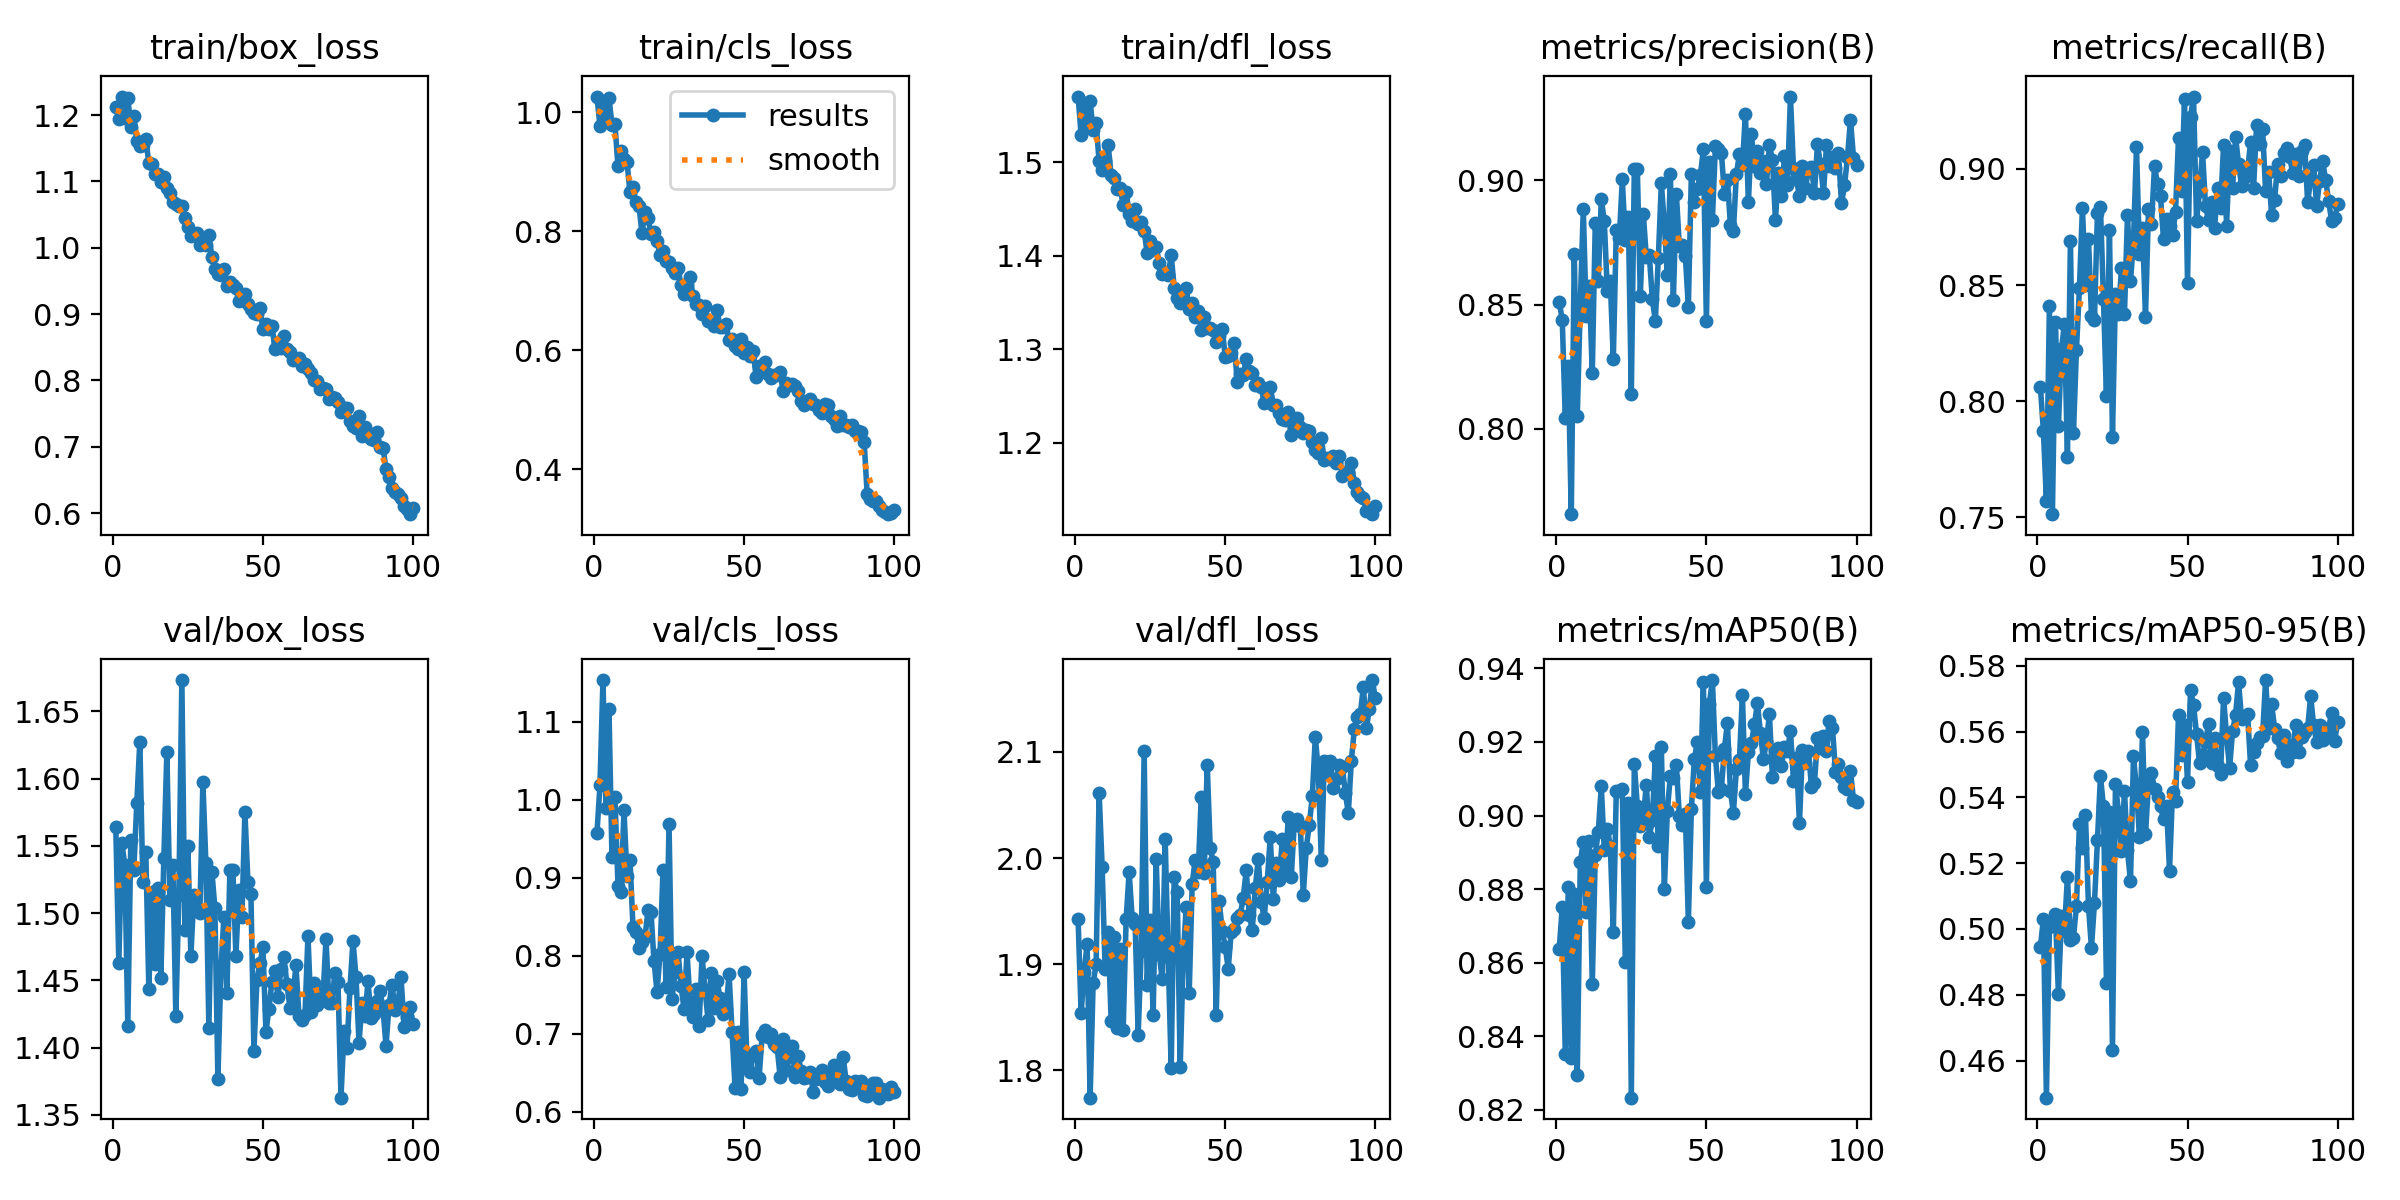 train/box_loss
1.2
1.1
1.0
0.9
0.8
0.7
0.6
0 50 100
train/cls_loss
results
smooth
1.0
0.8
0.6
0.4
0 50 100
train/dfl_loss
1.5
1.4
1.3
1.2
0 50 100
metrics/precision(B)
0.90
0.85
0.80
0 50 100
metrics/recall(B)
0.90
0.85
0.80
0.75
0 50 100
val/box_loss
1.65
1.60
1.55
1.50
1.45
1.40
1.35
0 50 100
val/cls_loss
1.1
1.0
0.9
0.8
0.7
0.6
0 50 100
val/dfl_loss
2.1
2.0
1.9
1.8
0 50 100
metrics/mAP50(B)
0.94
0.92
0.90
0.88
0.86
0.84
0.82
0 50 100
metrics/mAP50-95(B)
0.58
0.56
0.54
0.52
0.50
0.48
0.46
0 50 100